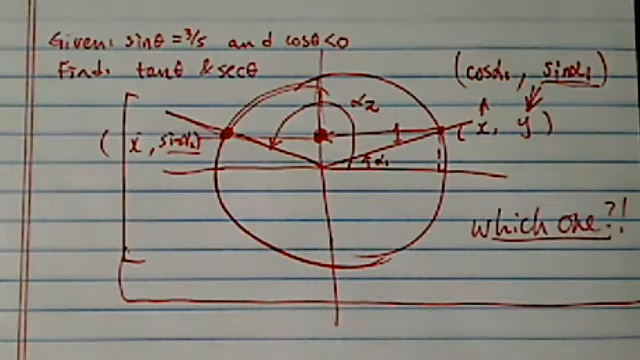 Given: sinθ = 3/5 and cosθ<0
Find: tanθ & secθ
(cosα₁, sinα₁)
α₂
(x, sinα₁)
(x, y)
α₁
which one?!